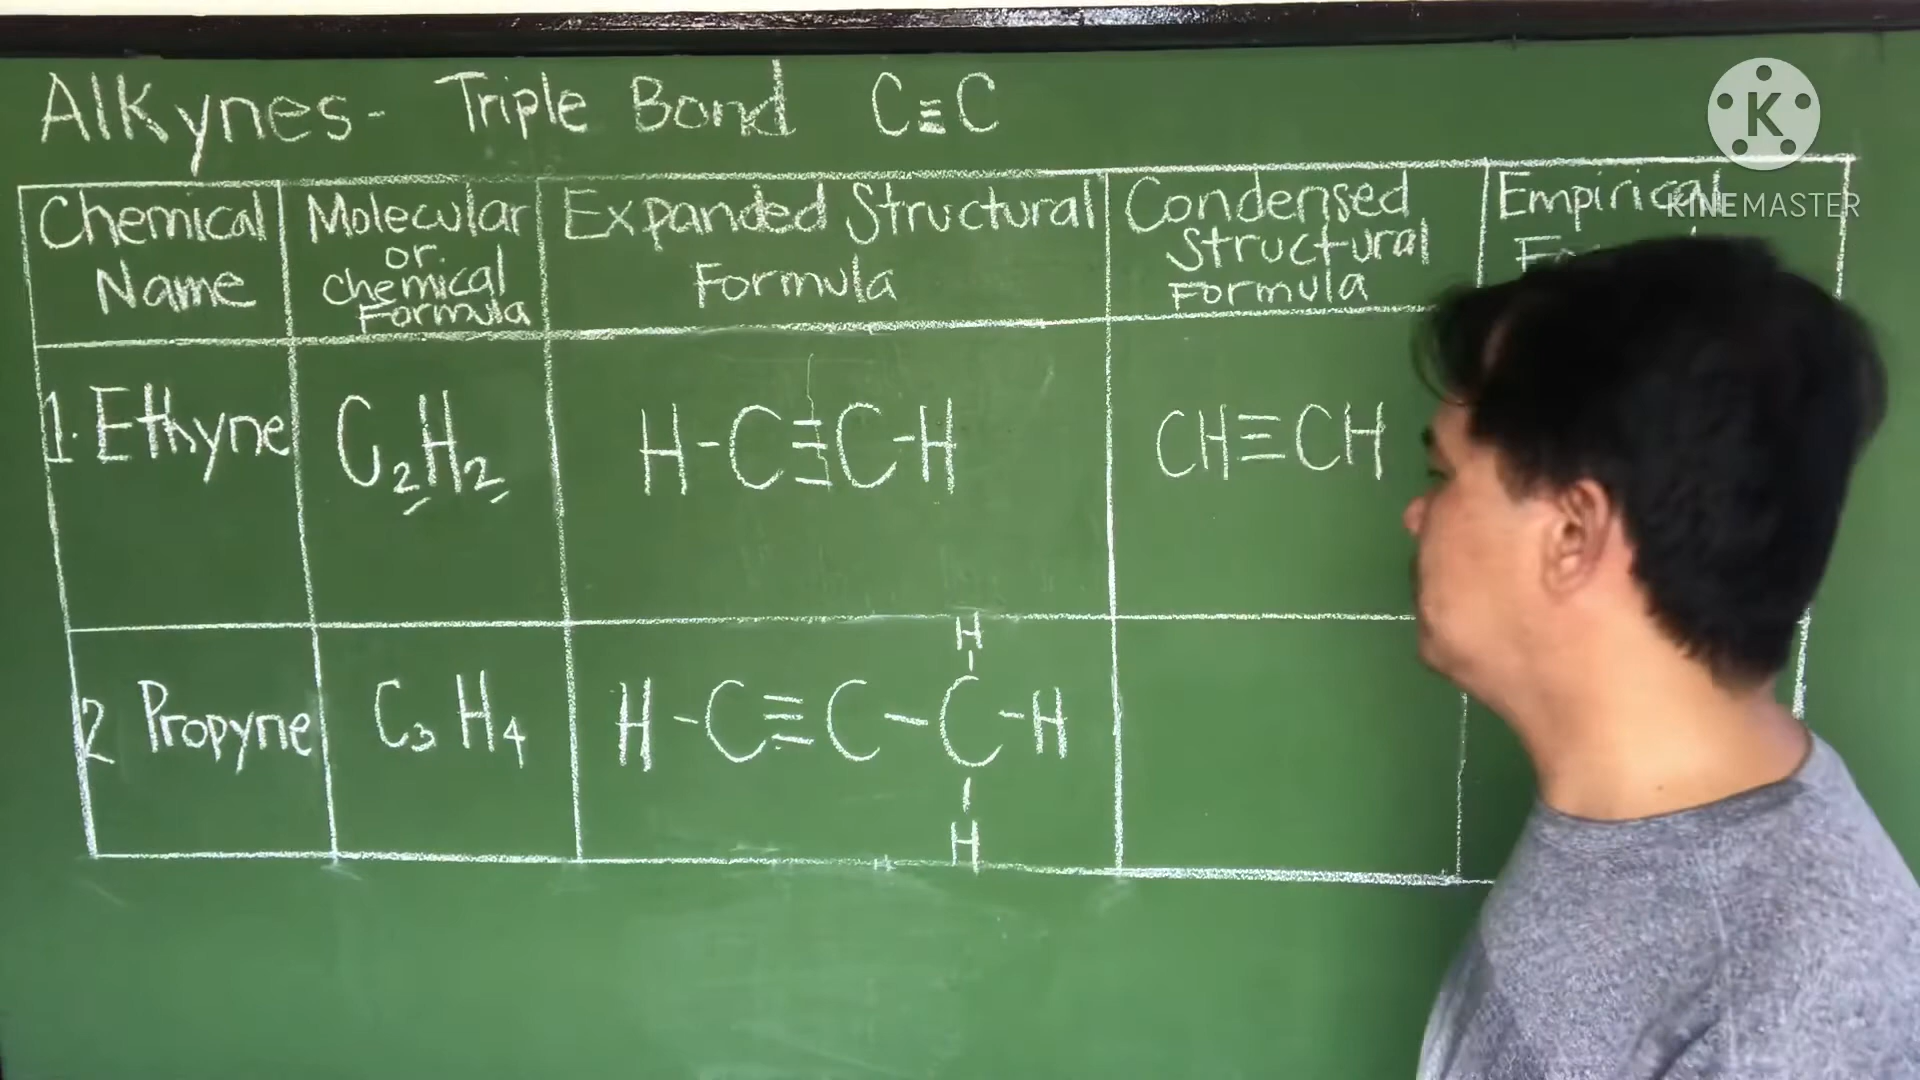 Alkynes- Triple Bond C≡C
K
KINEMASTER
Chemical
Name
Molecular
or
chemical
Formula
Expanded Structural
Formula
Condensed
Structural
Formula
Empirical
1. Ethyne
C₂H₂
H-C≡C-H
CH≡CH
2 Propyne
C₃H₄
H
H-C≡C-C-H
H